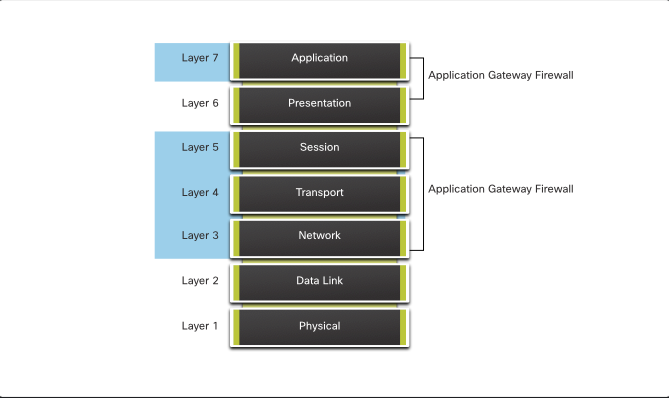 Layer 7 Application
Application Gateway Firewall
Layer 6 Presentation
Layer 5 Session
Layer 4 Transport
Application Gateway Firewall
Layer 3 Network
Layer 2 Data Link
Layer 1 Physical